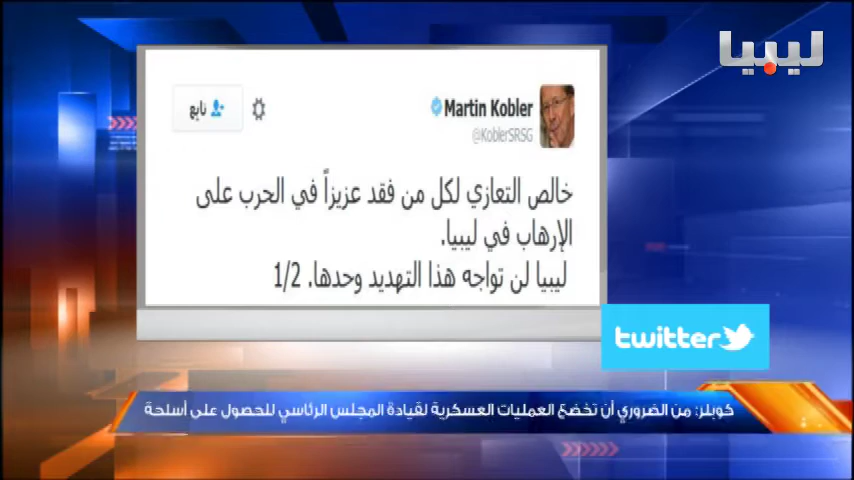 ليبيا
Martin Kobler
@KoblerSRSG
تابع
خالص التعازي لكل من فقد عزيزاً في الحرب على
الإرهاب في ليبيا.
ليبيا لن تواجه هذا التهديد وحدها. 1/2
twitter
كوبلر: من الضروري أن تخضع العمليات العسكرية لقيادة المجلس الرئاسي للحصول على أسلحة